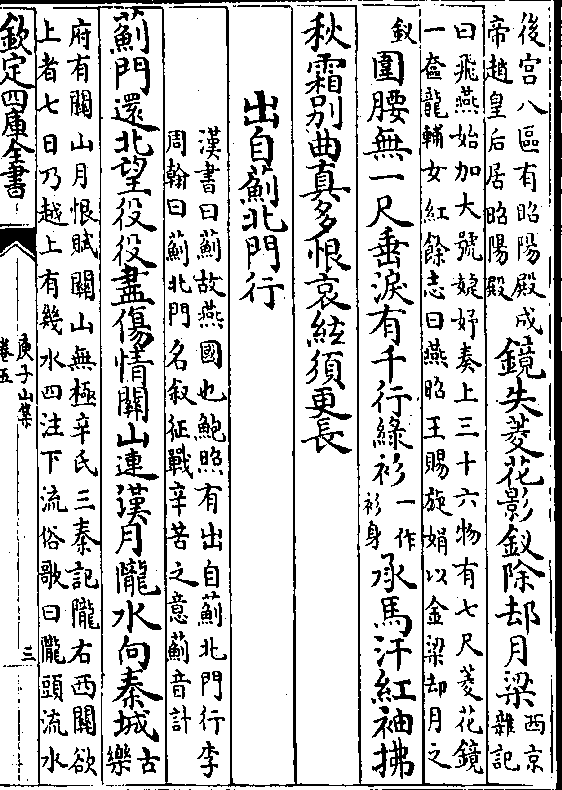 後宮八區有昭陽殿成
帝趙皇后居昭陽殿
鏡失菱花影釵除却月梁
西京
雜記
曰飛燕始加大號婕妤奏上三十六物有七尺菱花鏡
一奩龍輔女紅餘志曰燕昭王賜旋娟以金梁却月之
釵
圍腰無一尺垂淚有千行綠衫
一作
衫身
承馬汗紅袖拂
秋霜别曲真多恨哀絃須更長
出自薊北門行
漢書曰薊故燕國也鮑照有出自薊北門行李
周翰曰薊北門名叙征戰辛苦之意薊音計
薊門還北望役役盡傷情關山連漢月隴水向秦城
古
樂
府有關山月恨賦關山無極辛氏三秦記隴右西關欲
上者七日乃越上有幾水四注下流俗歌曰隴頭流水
欽定四庫全書
庾子山集
卷五
三